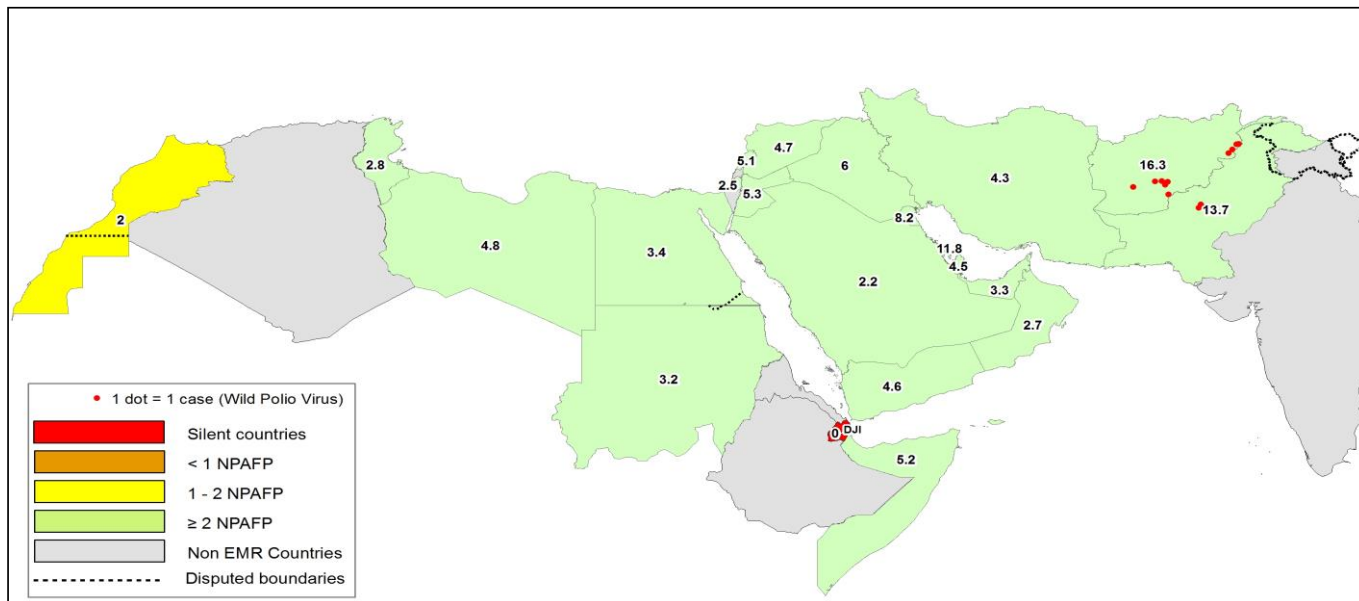 2.8
4.7
5.1
6
16.3
2.5
5.3
4.3
13.7
8.2
2
4.8
3.4
11.8
4.5
2.2
3.3
2.7
3.2
4.6
0
DJI
5.2
1 dot = 1 case (Wild Polio Virus)
Silent countries
< 1 NPAFP
1 - 2 NPAFP
≥ 2 NPAFP
Non EMR Countries
Disputed boundaries